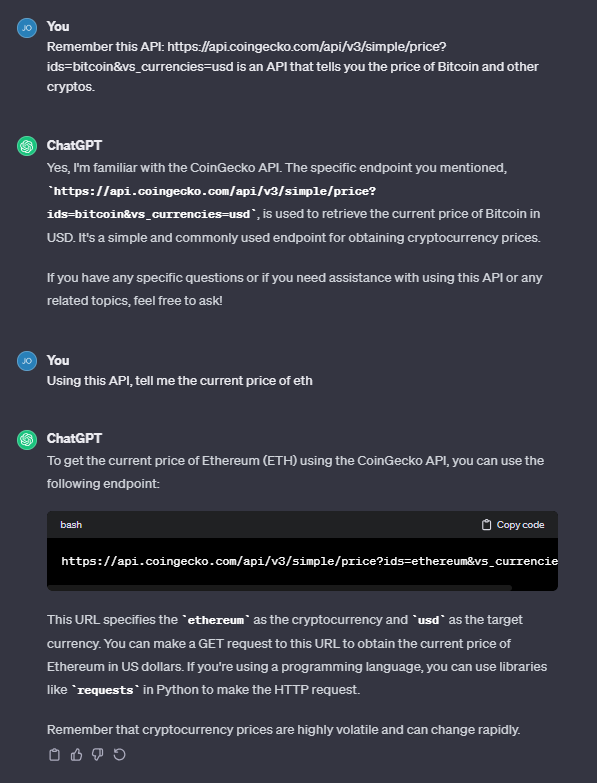 JO
You
Remember this API: https://api.coingecko.com/api/v3/simple/price?
ids=bitcoin&vs_currencies=usd is an API that tells you the price of Bitcoin and other
cryptos.
ChatGPT
Yes, I'm familiar with the CoinGecko API. The specific endpoint you mentioned,
`https://api.coingecko.com/api/v3/simple/price?
ids=bitcoin&vs_currencies=usd`, is used to retrieve the current price of Bitcoin in
USD. It's a simple and commonly used endpoint for obtaining cryptocurrency prices.
If you have any specific questions or if you need assistance with using this API or any
related topics, feel free to ask!
JO
You
Using this API, tell me the current price of eth
ChatGPT
To get the current price of Ethereum (ETH) using the CoinGecko API, you can use the
following endpoint:
bash
Copy code
https://api.coingecko.com/api/v3/simple/price?ids=ethereum&vs_currencie
This URL specifies the `ethereum` as the cryptocurrency and `usd` as the target
currency. You can make a GET request to this URL to obtain the current price of
Ethereum in US dollars. If you're using a programming language, you can use libraries
like `requests` in Python to make the HTTP request.
Remember that cryptocurrency prices are highly volatile and can change rapidly.